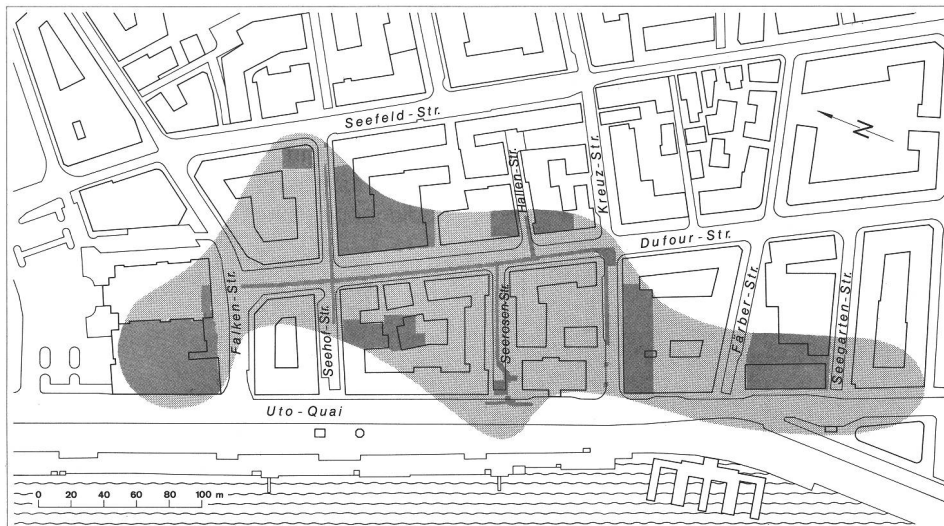 Seefeld-Str.
N
Hallen-Str.
Kreuz-Str.
Dufour-Str.
Falken-Str.
Seehof-Str.
Seerosen-Str.
Färber-Str.
Seegarten-Str.
Uto-Quai
0 20 40 60 80 100 m